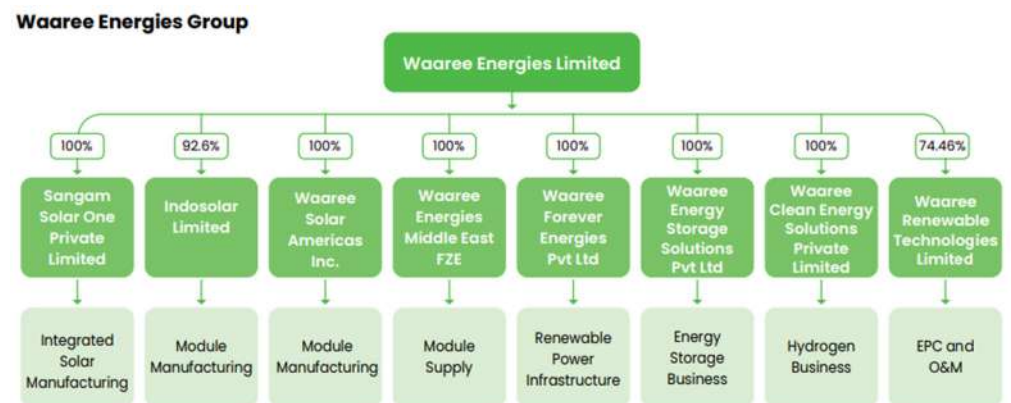 Waaree Energies Group
Waaree Energies Limited
100%
92.6%
100%
100%
100%
100%
100%
74.46%
Sangam
Solar One
Private
Limited
Indosolar
Limited
Waaree
Solar
Americas
Inc.
Waaree
Energies
Middle East
FZE
Waaree
Forever
Energies
Pvt Ltd
Waaree
Energy
Storage
Solutions
Pvt Ltd
Waaree
Clean Energy
Solutions
Private
Limited
Waaree
Renewable
Technologies
Limited
Integrated
Solar
Manufacturing
Module
Manufacturing
Module
Manufacturing
Module
Supply
Renewable
Power
Infrastructure
Energy
Storage
Business
Hydrogen
Business
EPC and
O&M